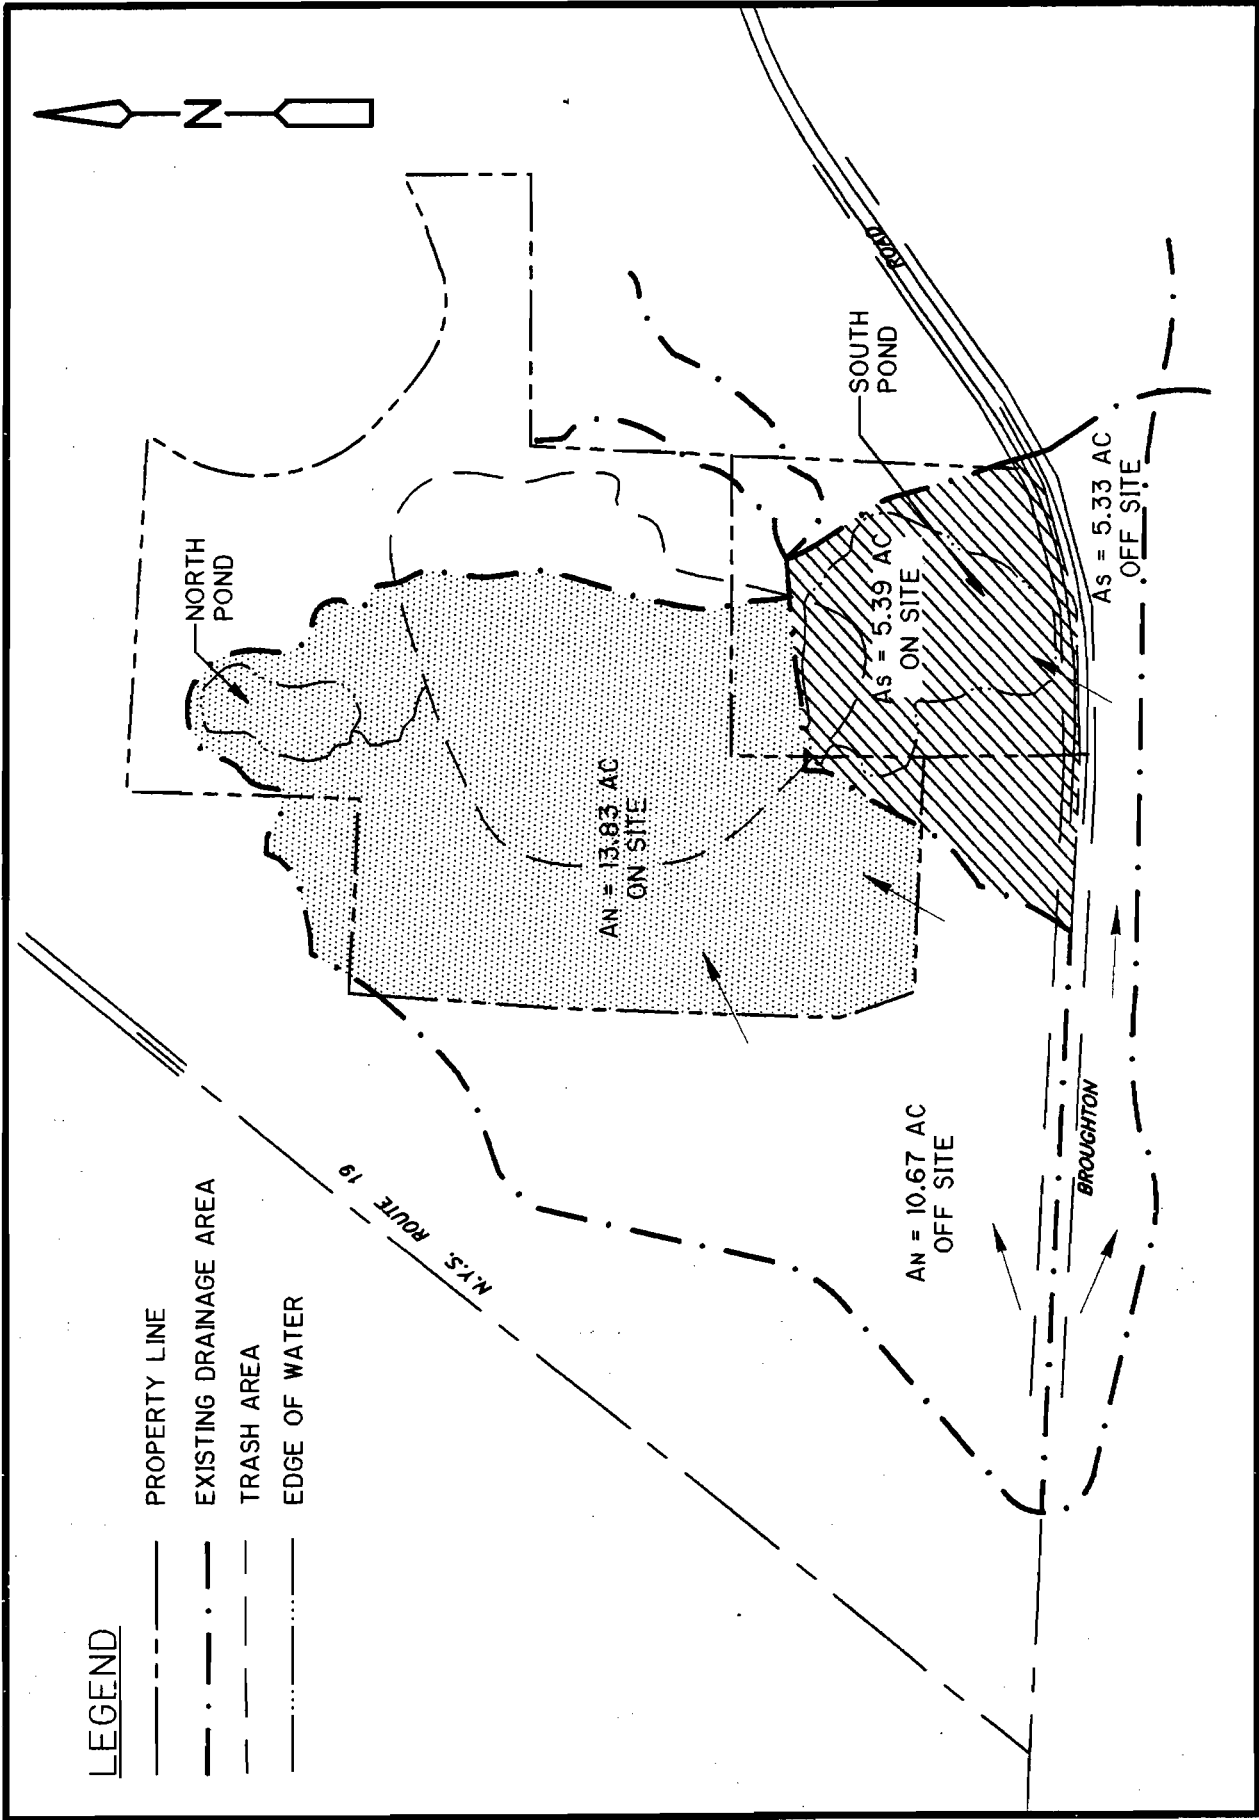 LEGEND
PROPERTY LINE
EXISTING DRAINAGE AREA
TRASH AREA
EDGE OF WATER
N.Y.S. ROUTE 19
N
NORTH
POND
AN = 13.83 AC
ON SITE
AN = 10.67 AC
OFF SITE
BROUGHTON
ROAD
SOUTH
POND
AS = 5.39 AC
ON SITE
AS = 5.33 AC
OFF SITE